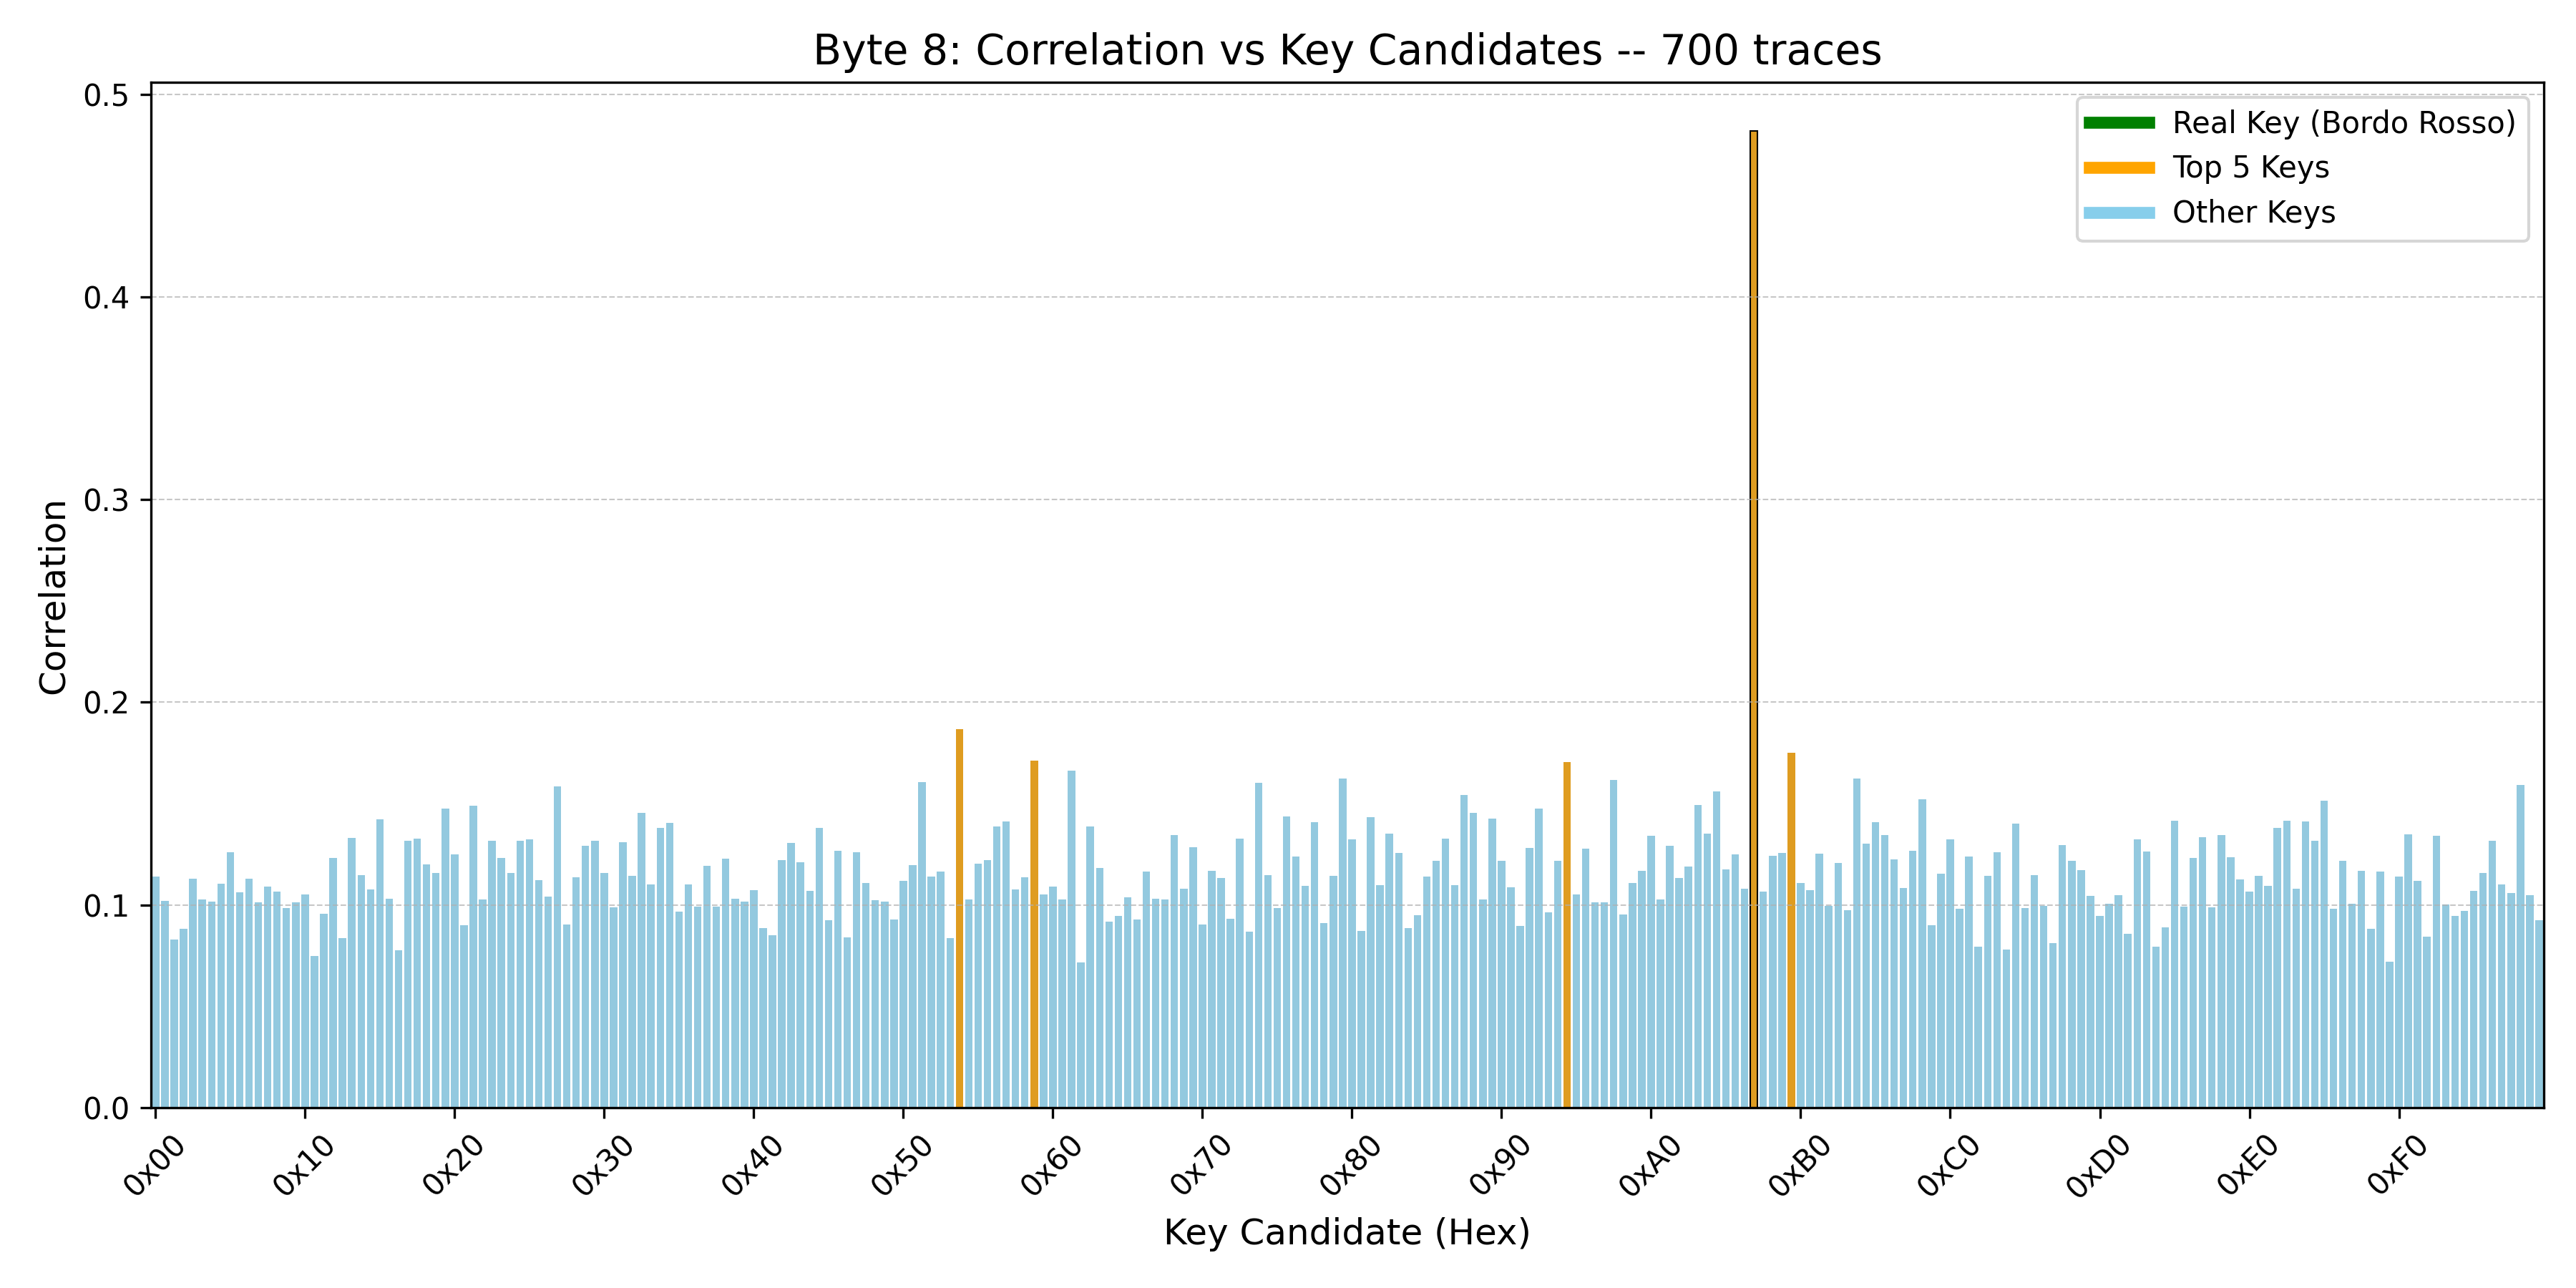 Byte 8: Correlation vs Key Candidates -- 700 traces
Real Key (Bordo Rosso)
Top 5 Keys
Other Keys
Correlation
0.5
0.4
0.3
0.2
0.1
0.0
0x00 0x10 0x20 0x30 0x40 0x50 0x60 0x70 0x80 0x90 0xA0 0xB0 0xC0 0xD0 0xE0 0xF0
Key Candidate (Hex)